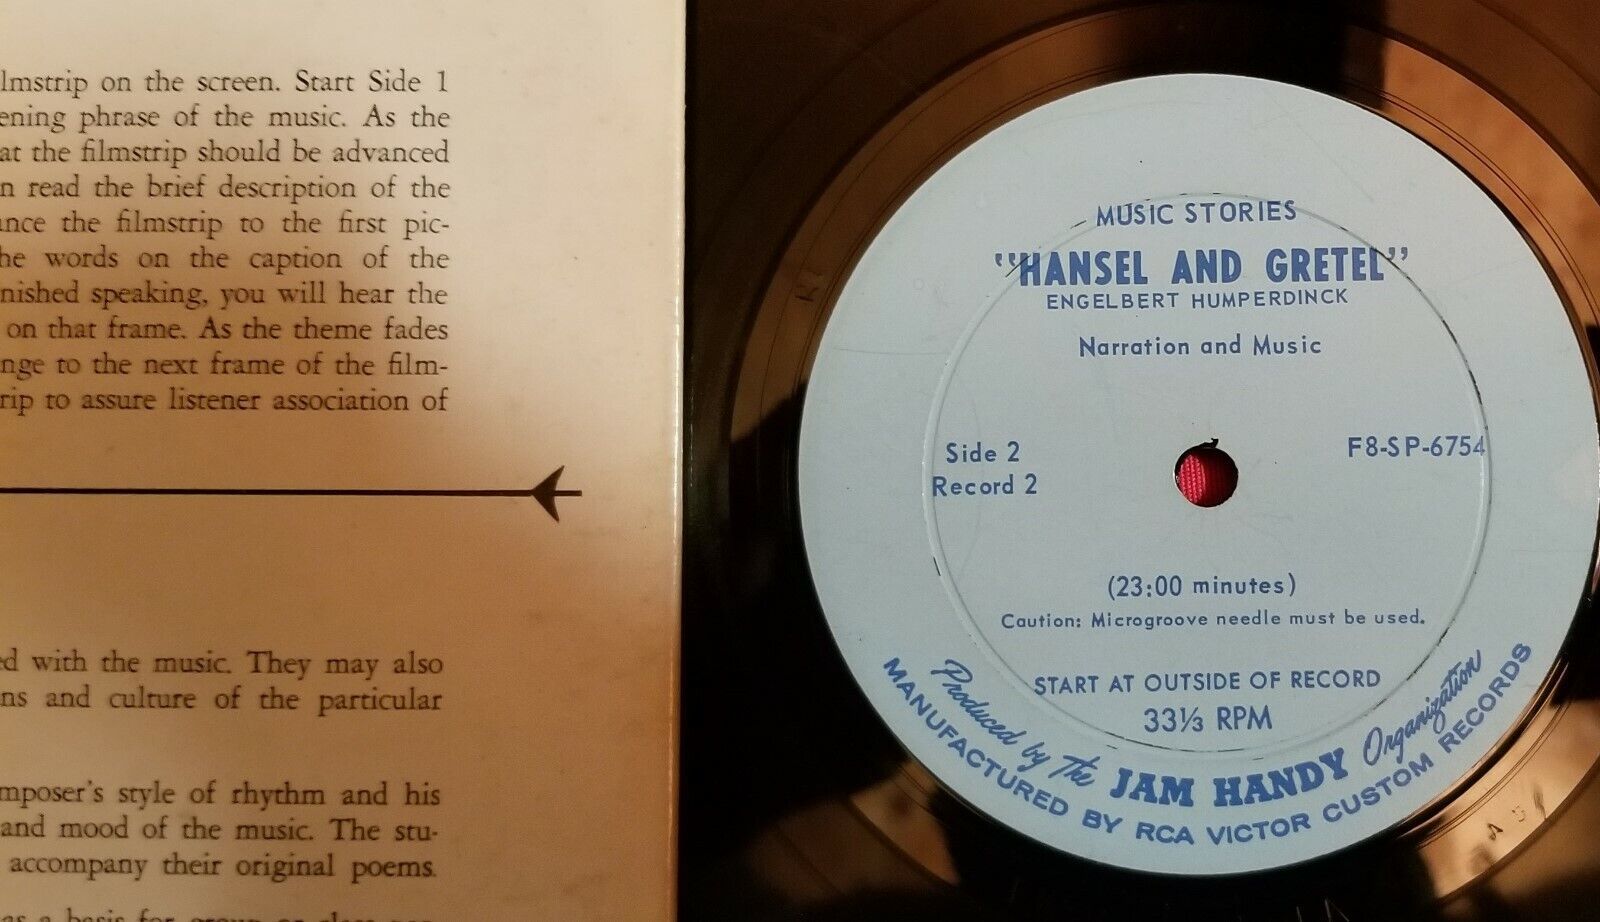 lmstrip on the screen. Start Side 1
ening phrase of the music. As the
at the filmstrip should be advanced
n read the brief description of the
nce the filmstrip to the first pic-
he words on the caption of the
nished speaking, you will hear the
on that frame. As the theme fades
nge to the next frame of the film-
rip to assure listener association of
ed with the music. They may also
ns and culture of the particular
mposer's style of rhythm and his
and mood of the music. The stu-
accompany their original poems.
MUSIC STORIES
"HANSEL AND GRETEL"
ENGELBERT HUMPERDINCK
Narration and Music
Side 2
Record 2
F8-SP-6754
(23:00 minutes)
Caution: Microgroove needle must be used.
START AT OUTSIDE OF RECORD
33⅓ RPM
Produced by The JAM HANDY Organization
MANUFACTURED BY RCA VICTOR CUSTOM RECORDS